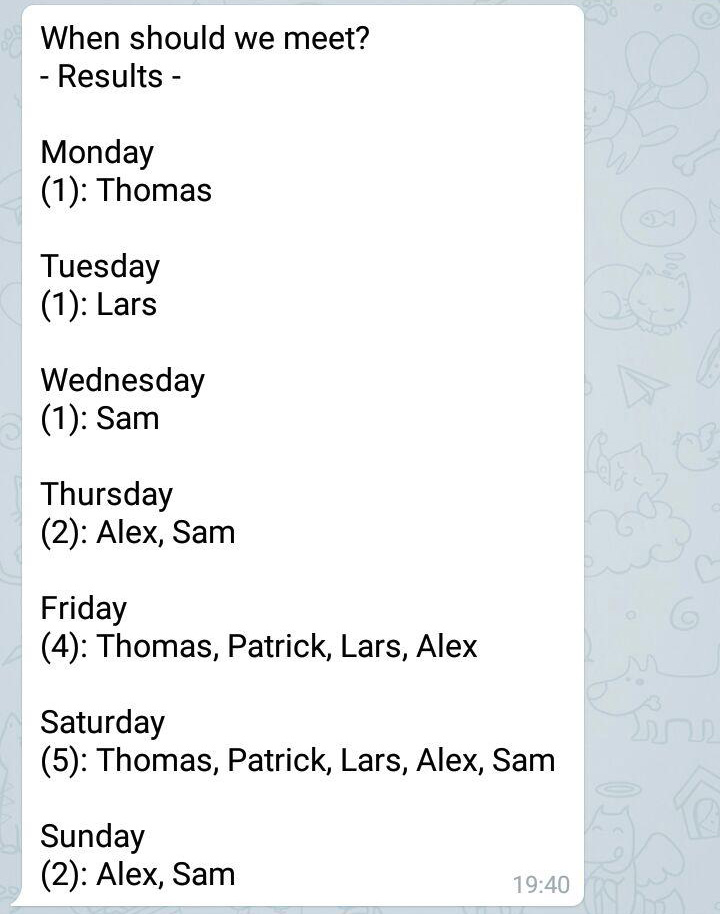 When should we meet?
- Results -
Monday
(1): Thomas
Tuesday
(1): Lars
Wednesday
(1): Sam
Thursday
(2): Alex, Sam
Friday
(4): Thomas, Patrick, Lars, Alex
Saturday
(5): Thomas, Patrick, Lars, Alex, Sam
Sunday
(2): Alex, Sam
19:40